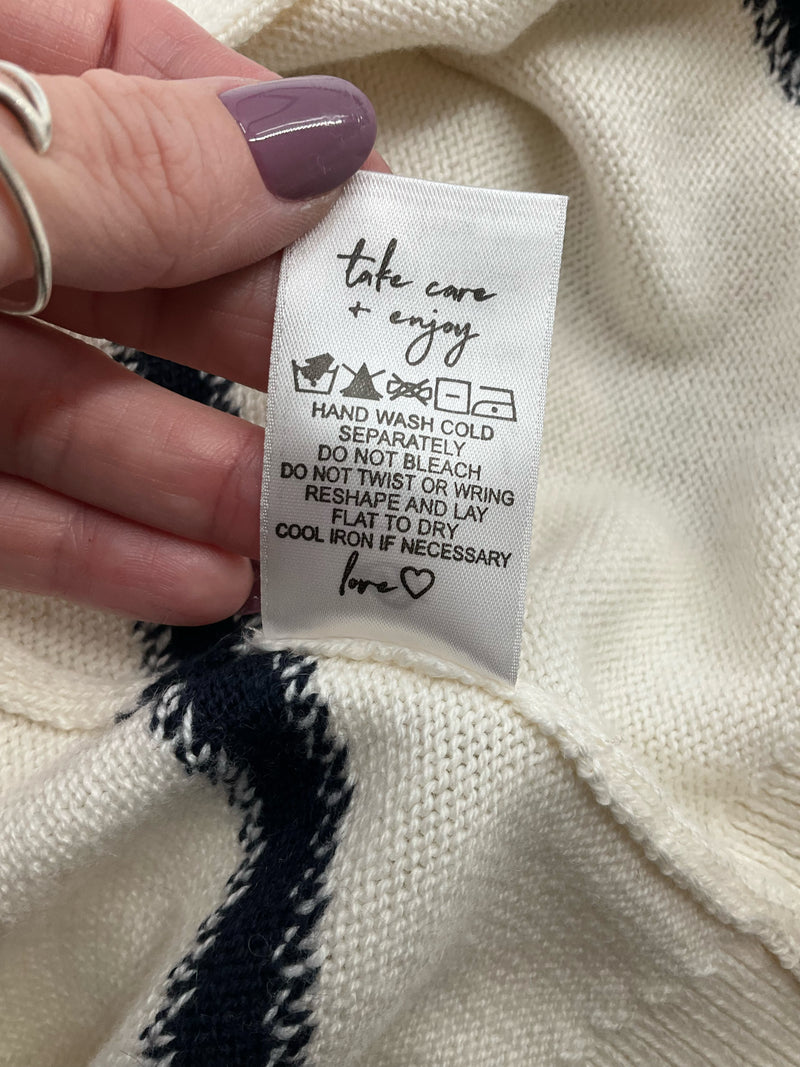 take care
+ enjoy
HAND WASH COLD
SEPARATELY
DO NOT BLEACH
DO NOT TWIST OR WRING
RESHAPE AND LAY
FLAT TO DRY
COOL IRON IF NECESSARY
love♡